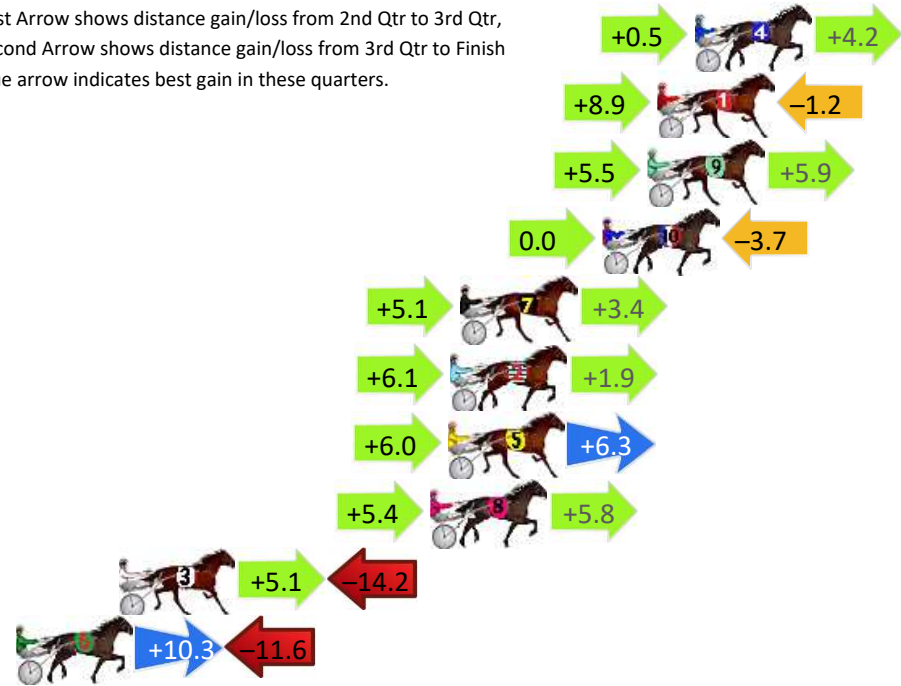 st Arrow shows distance gain/loss from 2nd Qtr to 3rd Qtr,
cond Arrow shows distance gain/loss from 3rd Qtr to Finish
e arrow indicates best gain in these quarters.
+0.5 4 +4.2
+8.9 1 –1.2
+5.5 9 +5.9
0.0 10 –3.7
+5.1 7 +3.4
+6.1 2 +1.9
+6.0 5 +6.3
+5.4 8 +5.8
3 +5.1 –14.2
6 +10.3 –11.6